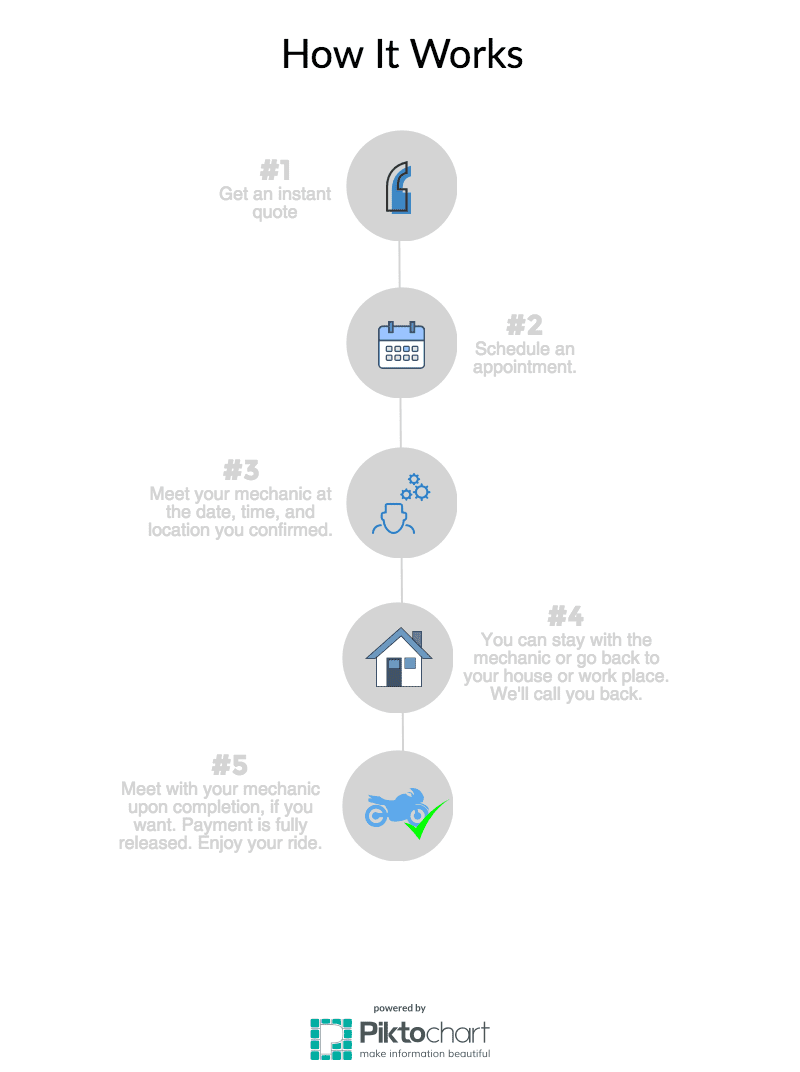 How It Works
#1
Get an instant
quote
#2
Schedule an
appointment.
#3
Meet your mechanic at
the date, time, and
location you confirmed.
#4
You can stay with the
mechanic or go back to
your house or work place.
We'll call you back.
#5
Meet with your mechanic
upon completion, if you
want. Payment is fully
released. Enjoy your ride.
powered by
Piktochart
make information beautiful